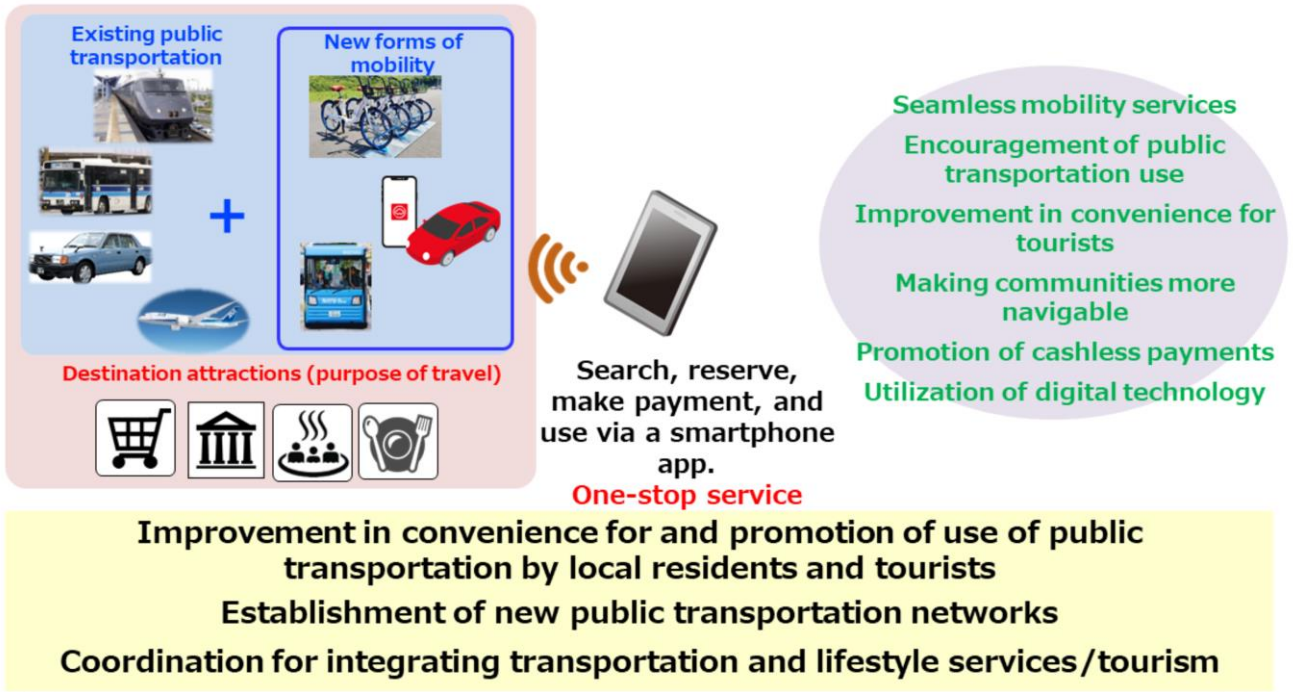 Existing public
transportation
New forms of
mobility
Destination attractions (purpose of travel)
Search, reserve,
make payment, and
use via a smartphone
app.
One-stop service
Seamless mobility services
Encouragement of public
transportation use
Improvement in convenience for
tourists
Making communities more
navigable
Promotion of cashless payments
Utilization of digital technology
Improvement in convenience for and promotion of use of public
transportation by local residents and tourists
Establishment of new public transportation networks
Coordination for integrating transportation and lifestyle services/tourism